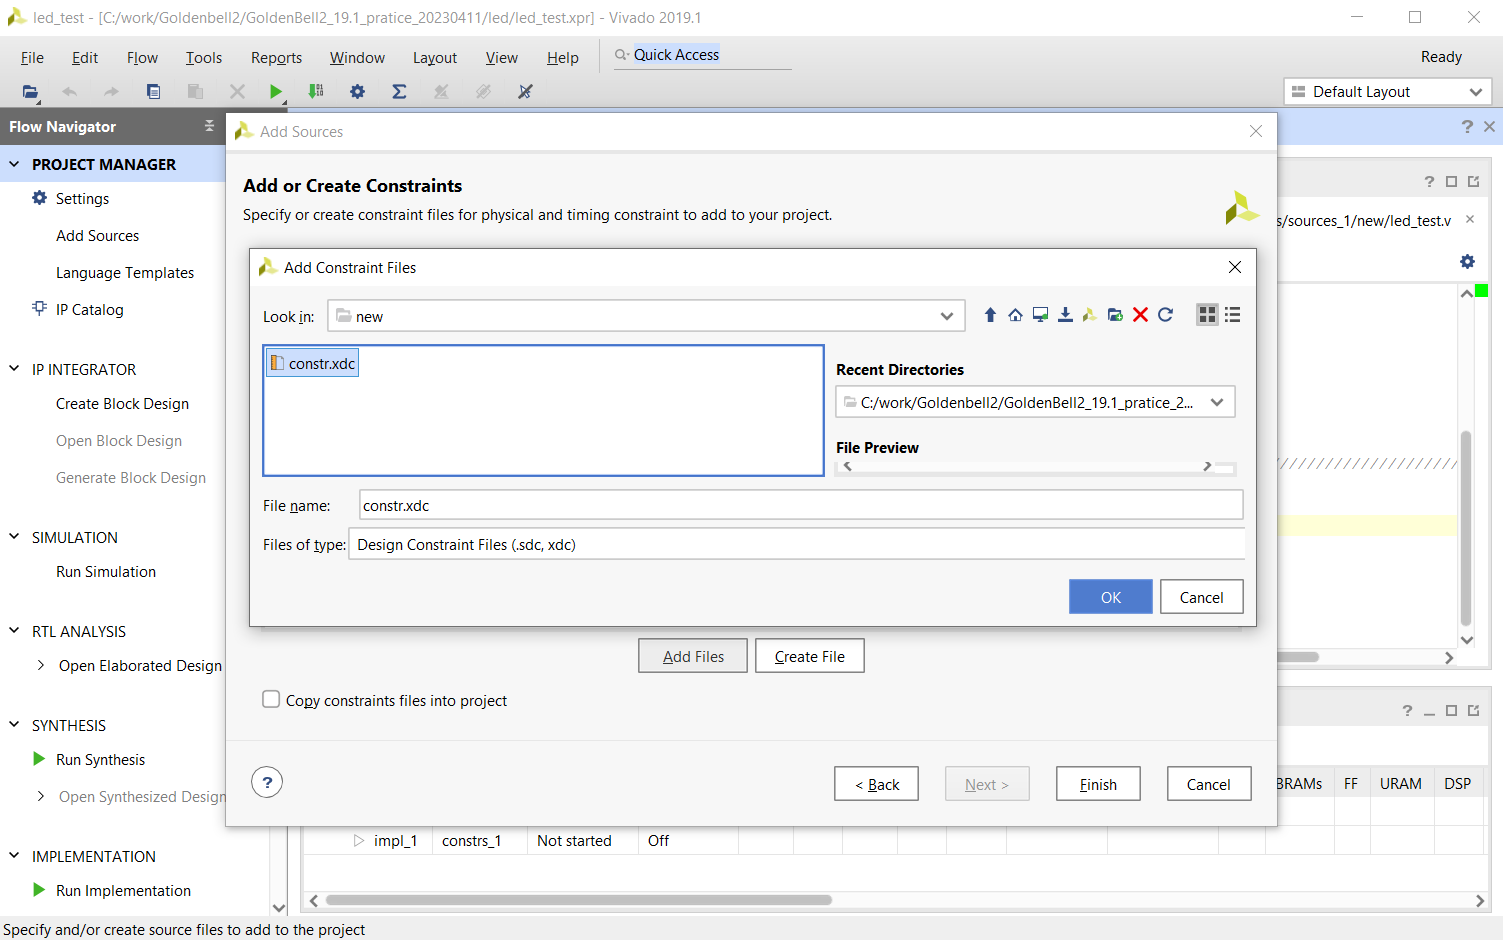 led_test - [C:/work/Goldenbell2/GoldenBell2_19.1_pratice_20230411/led/led_test.xpr] - Vivado 2019.1
File Edit Flow Tools Reports Window Layout View Help Quick Access Ready
Default Layout
Flow Navigator
PROJECT MANAGER
Settings
Add Sources
Language Templates
IP Catalog
IP INTEGRATOR
Create Block Design
Open Block Design
Generate Block Design
SIMULATION
Run Simulation
RTL ANALYSIS
Open Elaborated Design
SYNTHESIS
Run Synthesis
Open Synthesized Design
IMPLEMENTATION
Run Implementation
Add Sources
Add or Create Constraints
Specify or create constraint files for physical and timing constraint to add to your project.
Add Constraint Files
Look in: new
constr.xdc
Recent Directories
C:/work/Goldenbell2/GoldenBell2_19.1_pratice_2...
File Preview
File name: constr.xdc
Files of type: Design Constraint Files (.sdc, xdc)
OK Cancel
Add Files Create File
Copy constraints files into project
? < Back Next > Finish Cancel
s/sources_1/new/led_test.v
/////////////////////
BRAMs FF URAM DSP
impl_1 constrs_1 Not started Off
Specify and/or create source files to add to the project